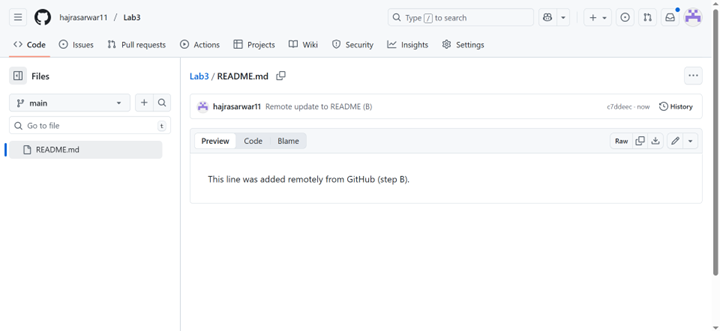 hajrasarwar11 / Lab3
Type / to search
Code Issues Pull requests Actions Projects Wiki Security Insights Settings
Files
main
Go to file t
README.md
Lab3 / README.md
hajrasarwar11 Remote update to README (B) c7ddeec · now History
Preview Code Blame Raw
This line was added remotely from GitHub (step B).